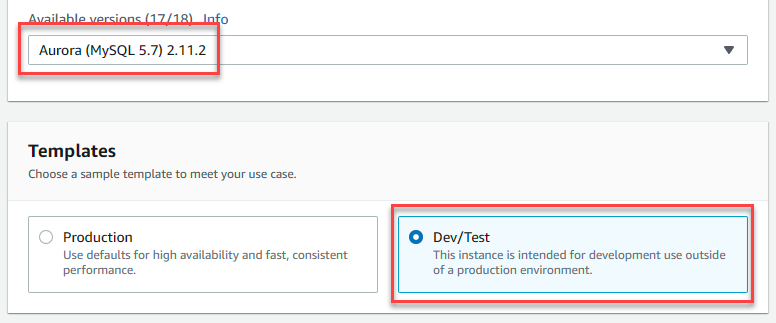 Available versions (17/18) Info
Aurora (MySQL 5.7) 2.11.2
Templates
Choose a sample template to meet your use case.
Production
Use defaults for high availability and fast, consistent
performance.
Dev/Test
This instance is intended for development use outside
of a production environment.